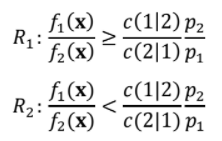 R₁: f₁(𝐱)/f₂(𝐱) ≥ c(1|2)/c(2|1) p₂/p₁
R₂: f₁(𝐱)/f₂(𝐱) < c(1|2)/c(2|1) p₂/p₁